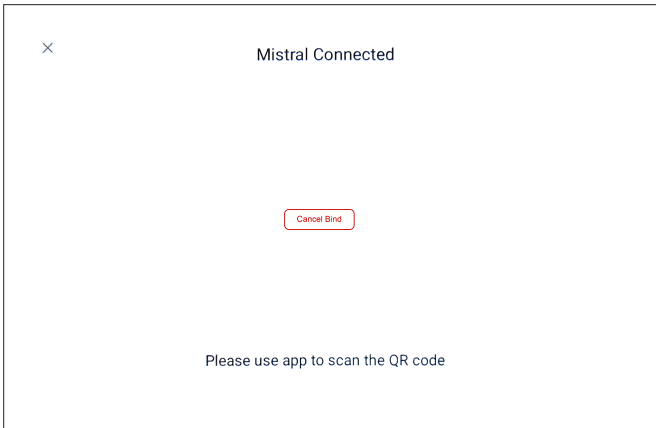 Mistral Connected
Cancel Bind
Please use app to scan the QR code